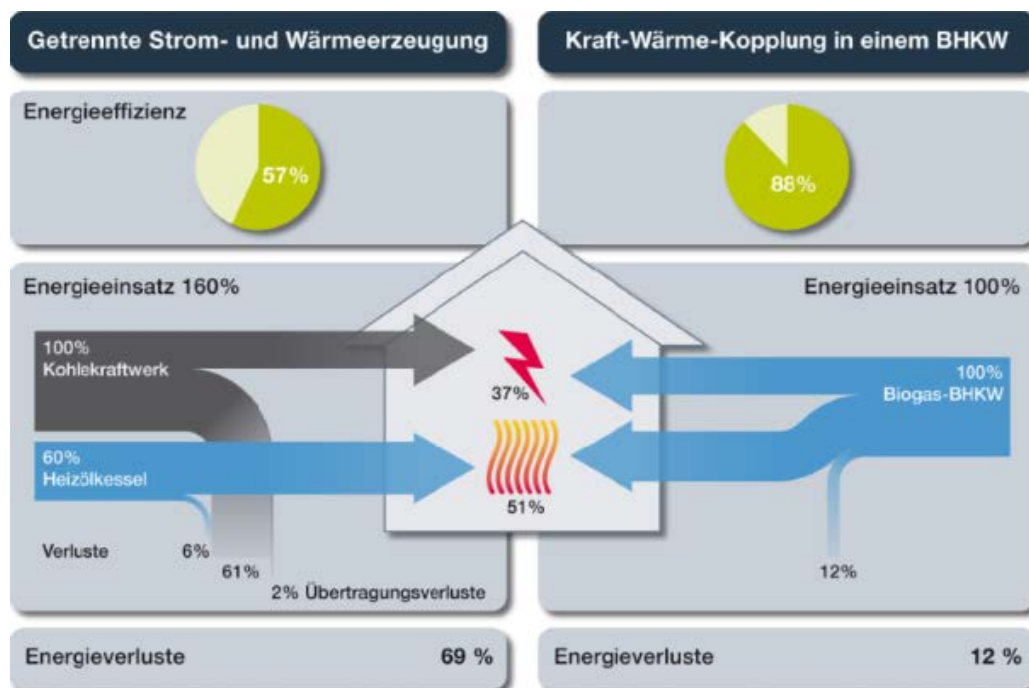 Getrennte Strom- und Wärmeerzeugung
Kraft-Wärme-Kopplung in einem BHKW
Energieeffizienz
57%
88%
Energieeinsatz 160%
Energieeinsatz 100%
100%
Kohlekraftwerk
37%
100%
Biogas-BHKW
60%
Heizölkessel
51%
Verluste
6%
61%
2% Übertragungsverluste
12%
Energieverluste 69 %
Energieverluste 12 %